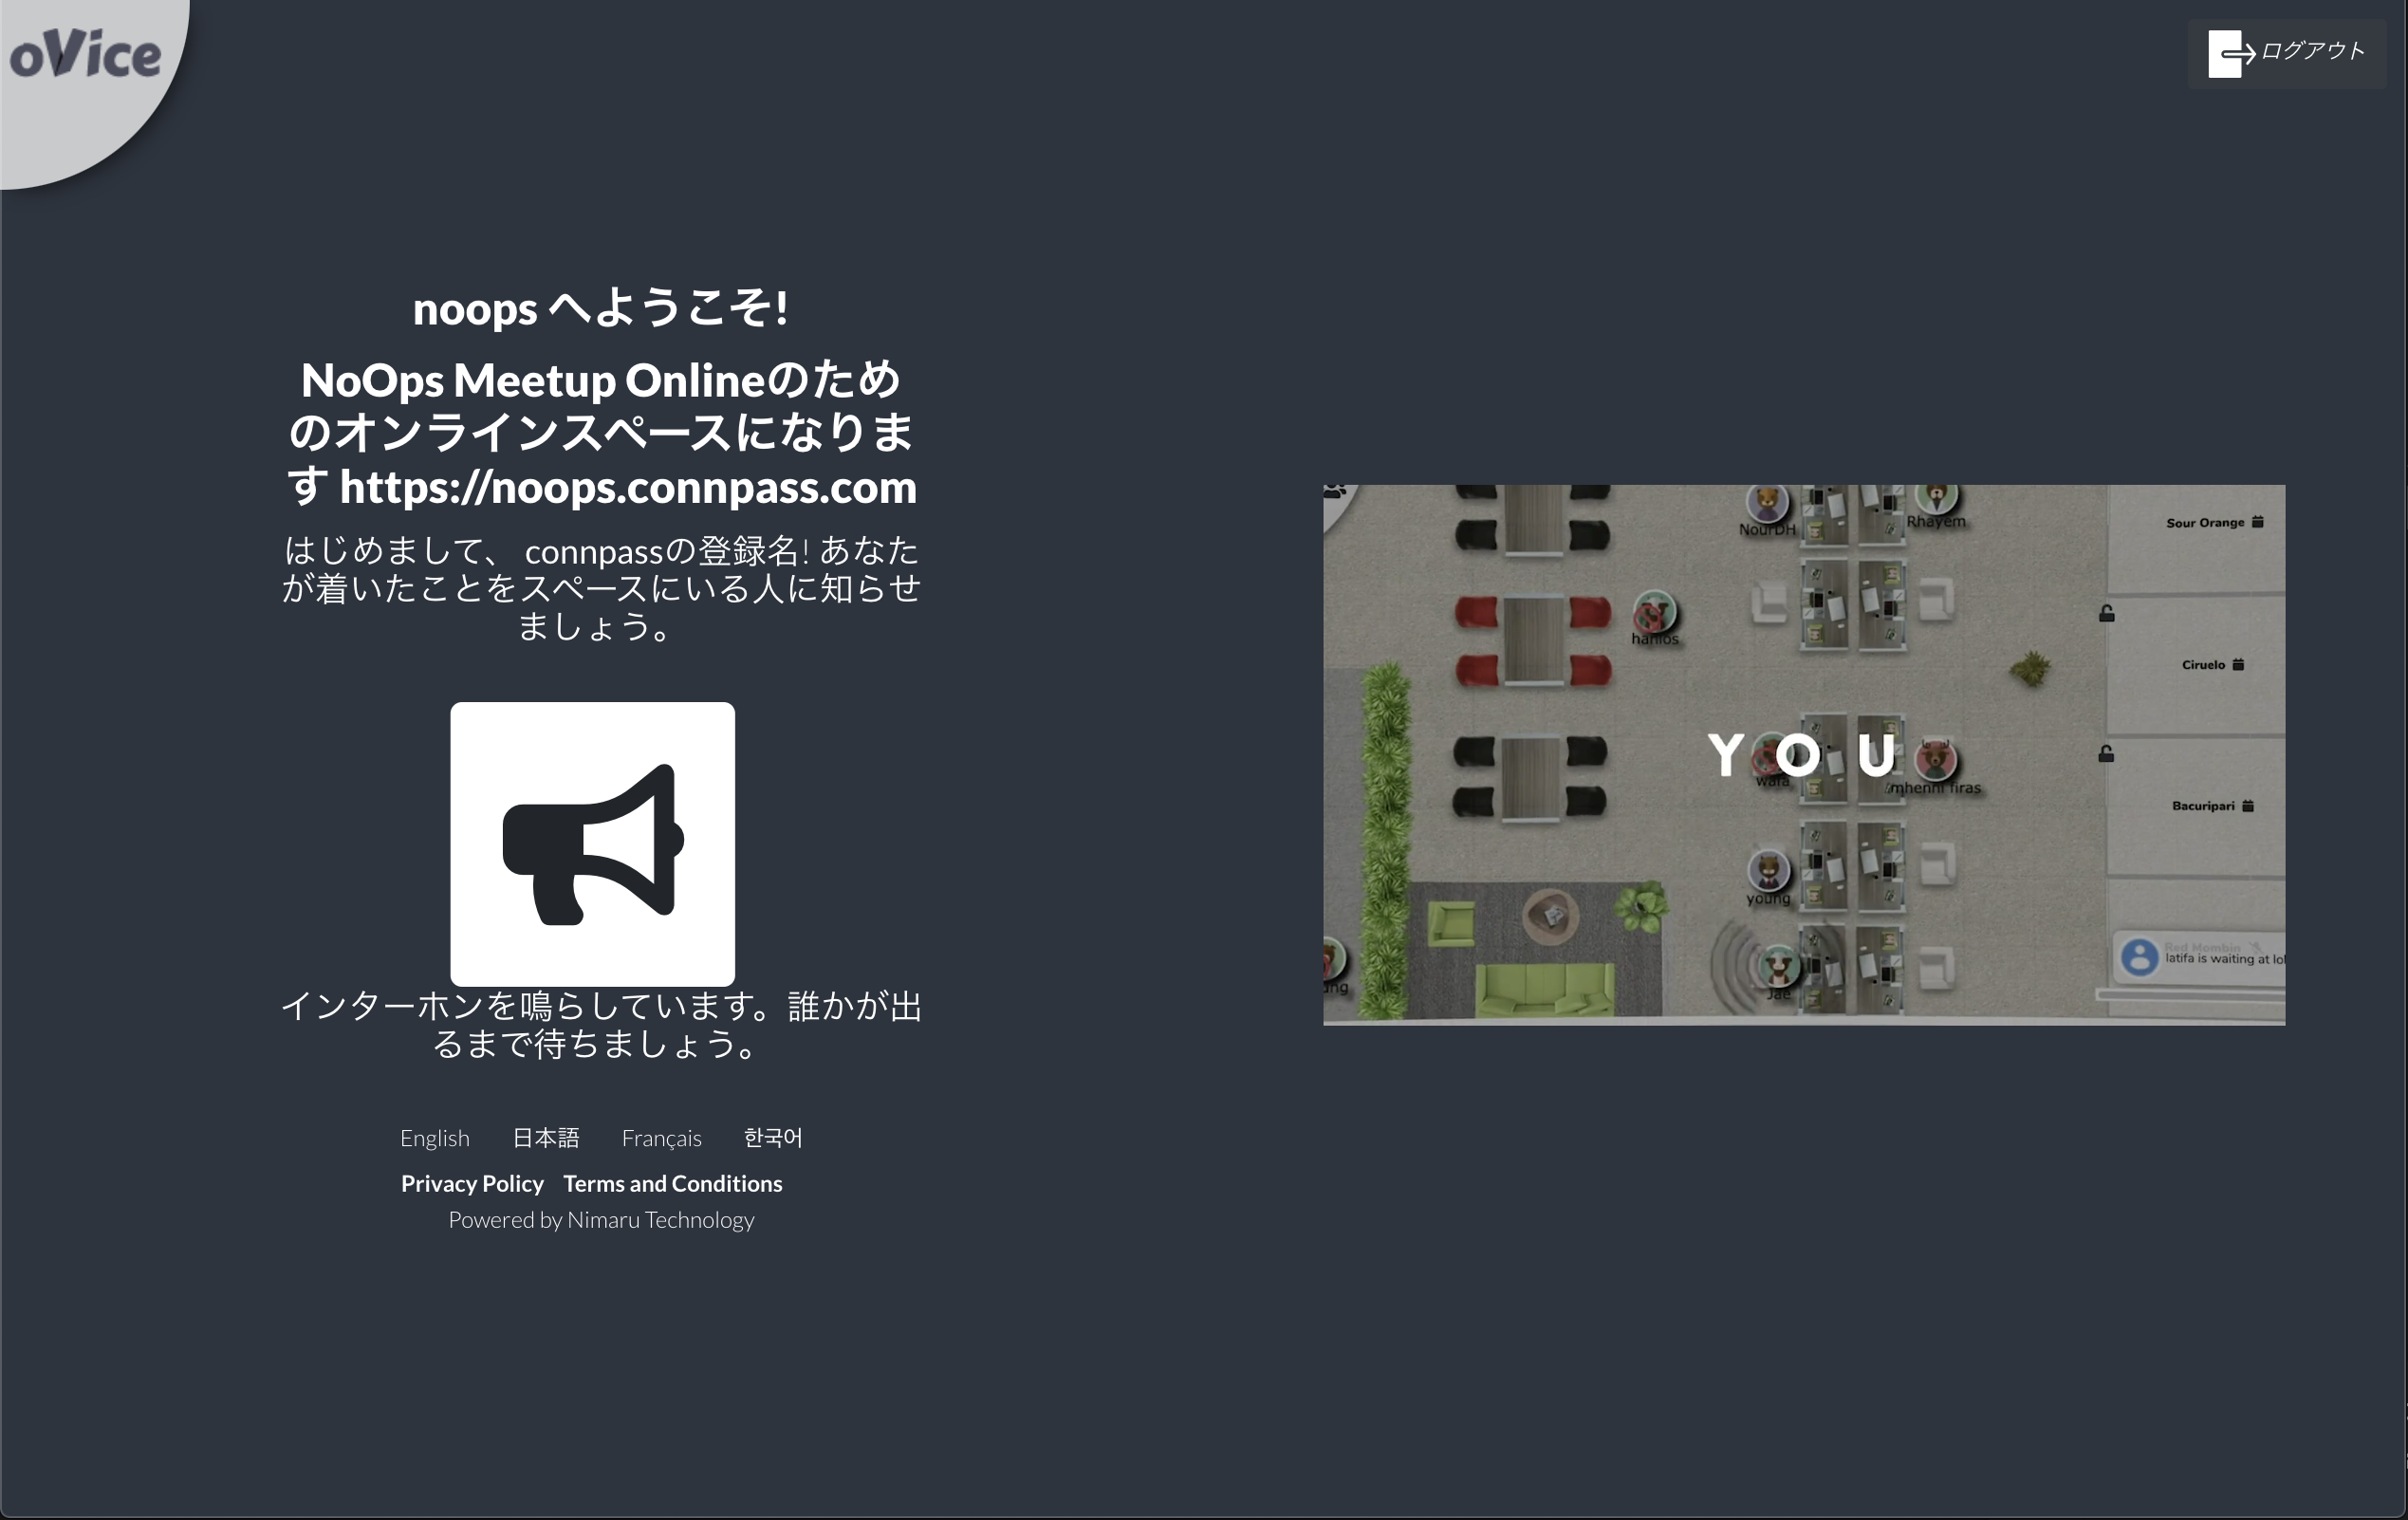 oVice
ログアウト
noops へようこそ!
NoOps Meetup Onlineのため
のオンラインスペースになりま
す https://noops.connpass.com
はじめまして、 connpassの登録名! あなた
が着いたことをスペースにいる人に知らせ
ましょう。
インターホンを鳴らしています。誰かが出
るまで待ちましょう。
English 日本語 Français 한국어
Privacy Policy Terms and Conditions
Powered by Nimaru Technology
NourDH
Rhayem
Sour Orange
hanios
Ciruelo
YOU
wafa
mhenni firas
Bacuripari
young
Red Mombin
latifa is waiting at lo
Jae